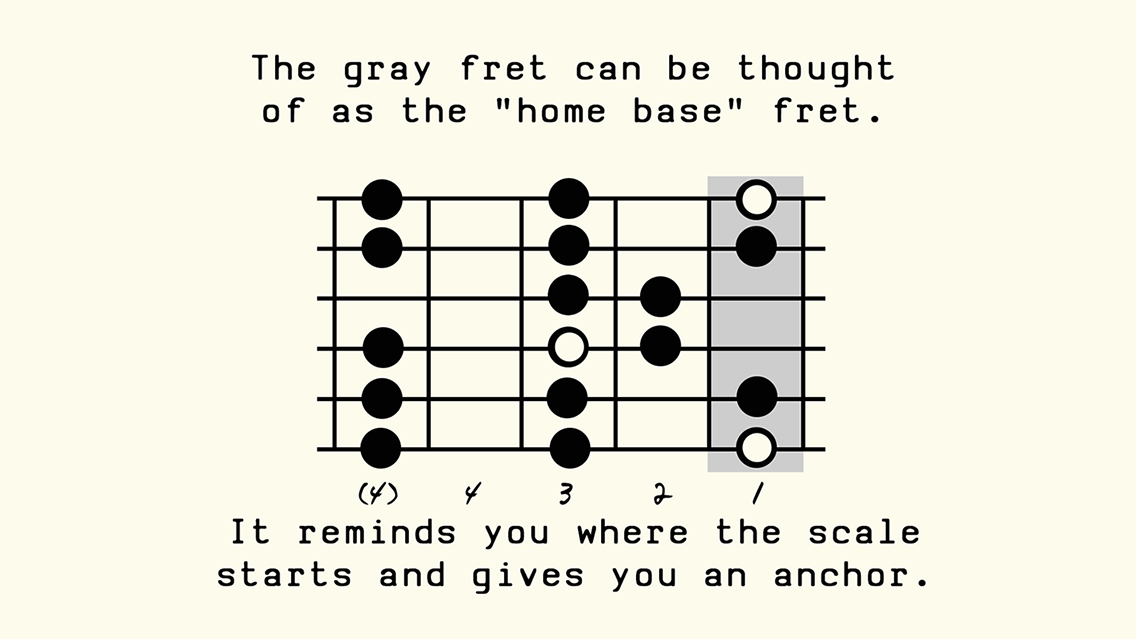 The gray fret can be thought
of as the "home base" fret.
(4) 4 3 2 1
It reminds you where the scale
starts and gives you an anchor.